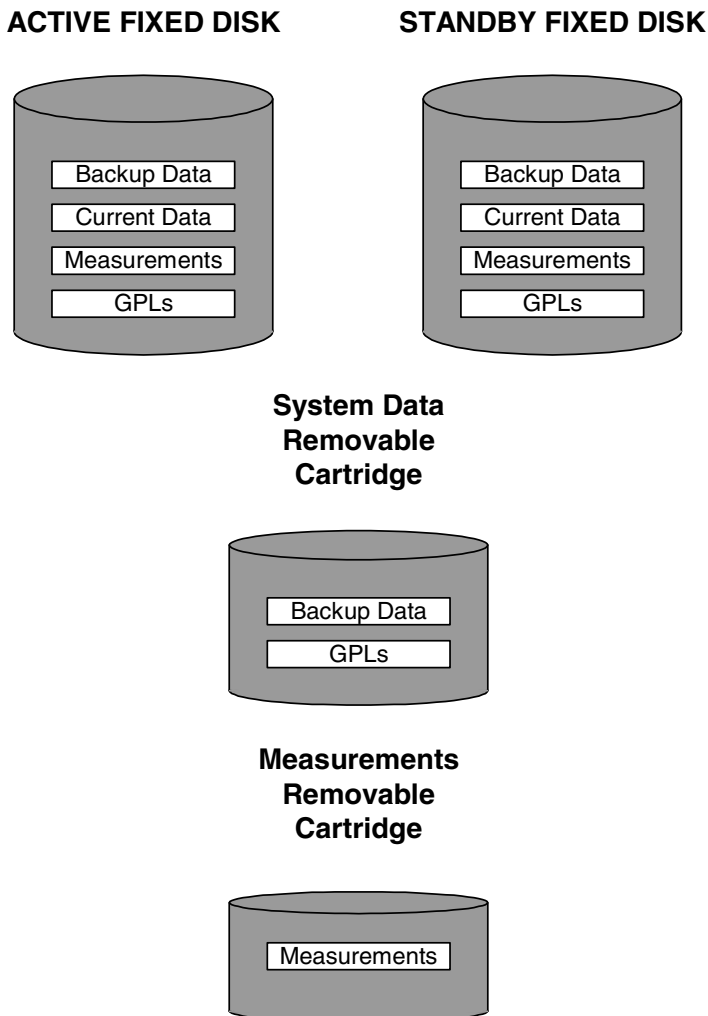 ACTIVE FIXED DISK
STANDBY FIXED DISK
Backup Data
Current Data
Measurements
GPLs
Backup Data
Current Data
Measurements
GPLs
System Data
Removable
Cartridge
Backup Data
GPLs
Measurements
Removable
Cartridge
Measurements